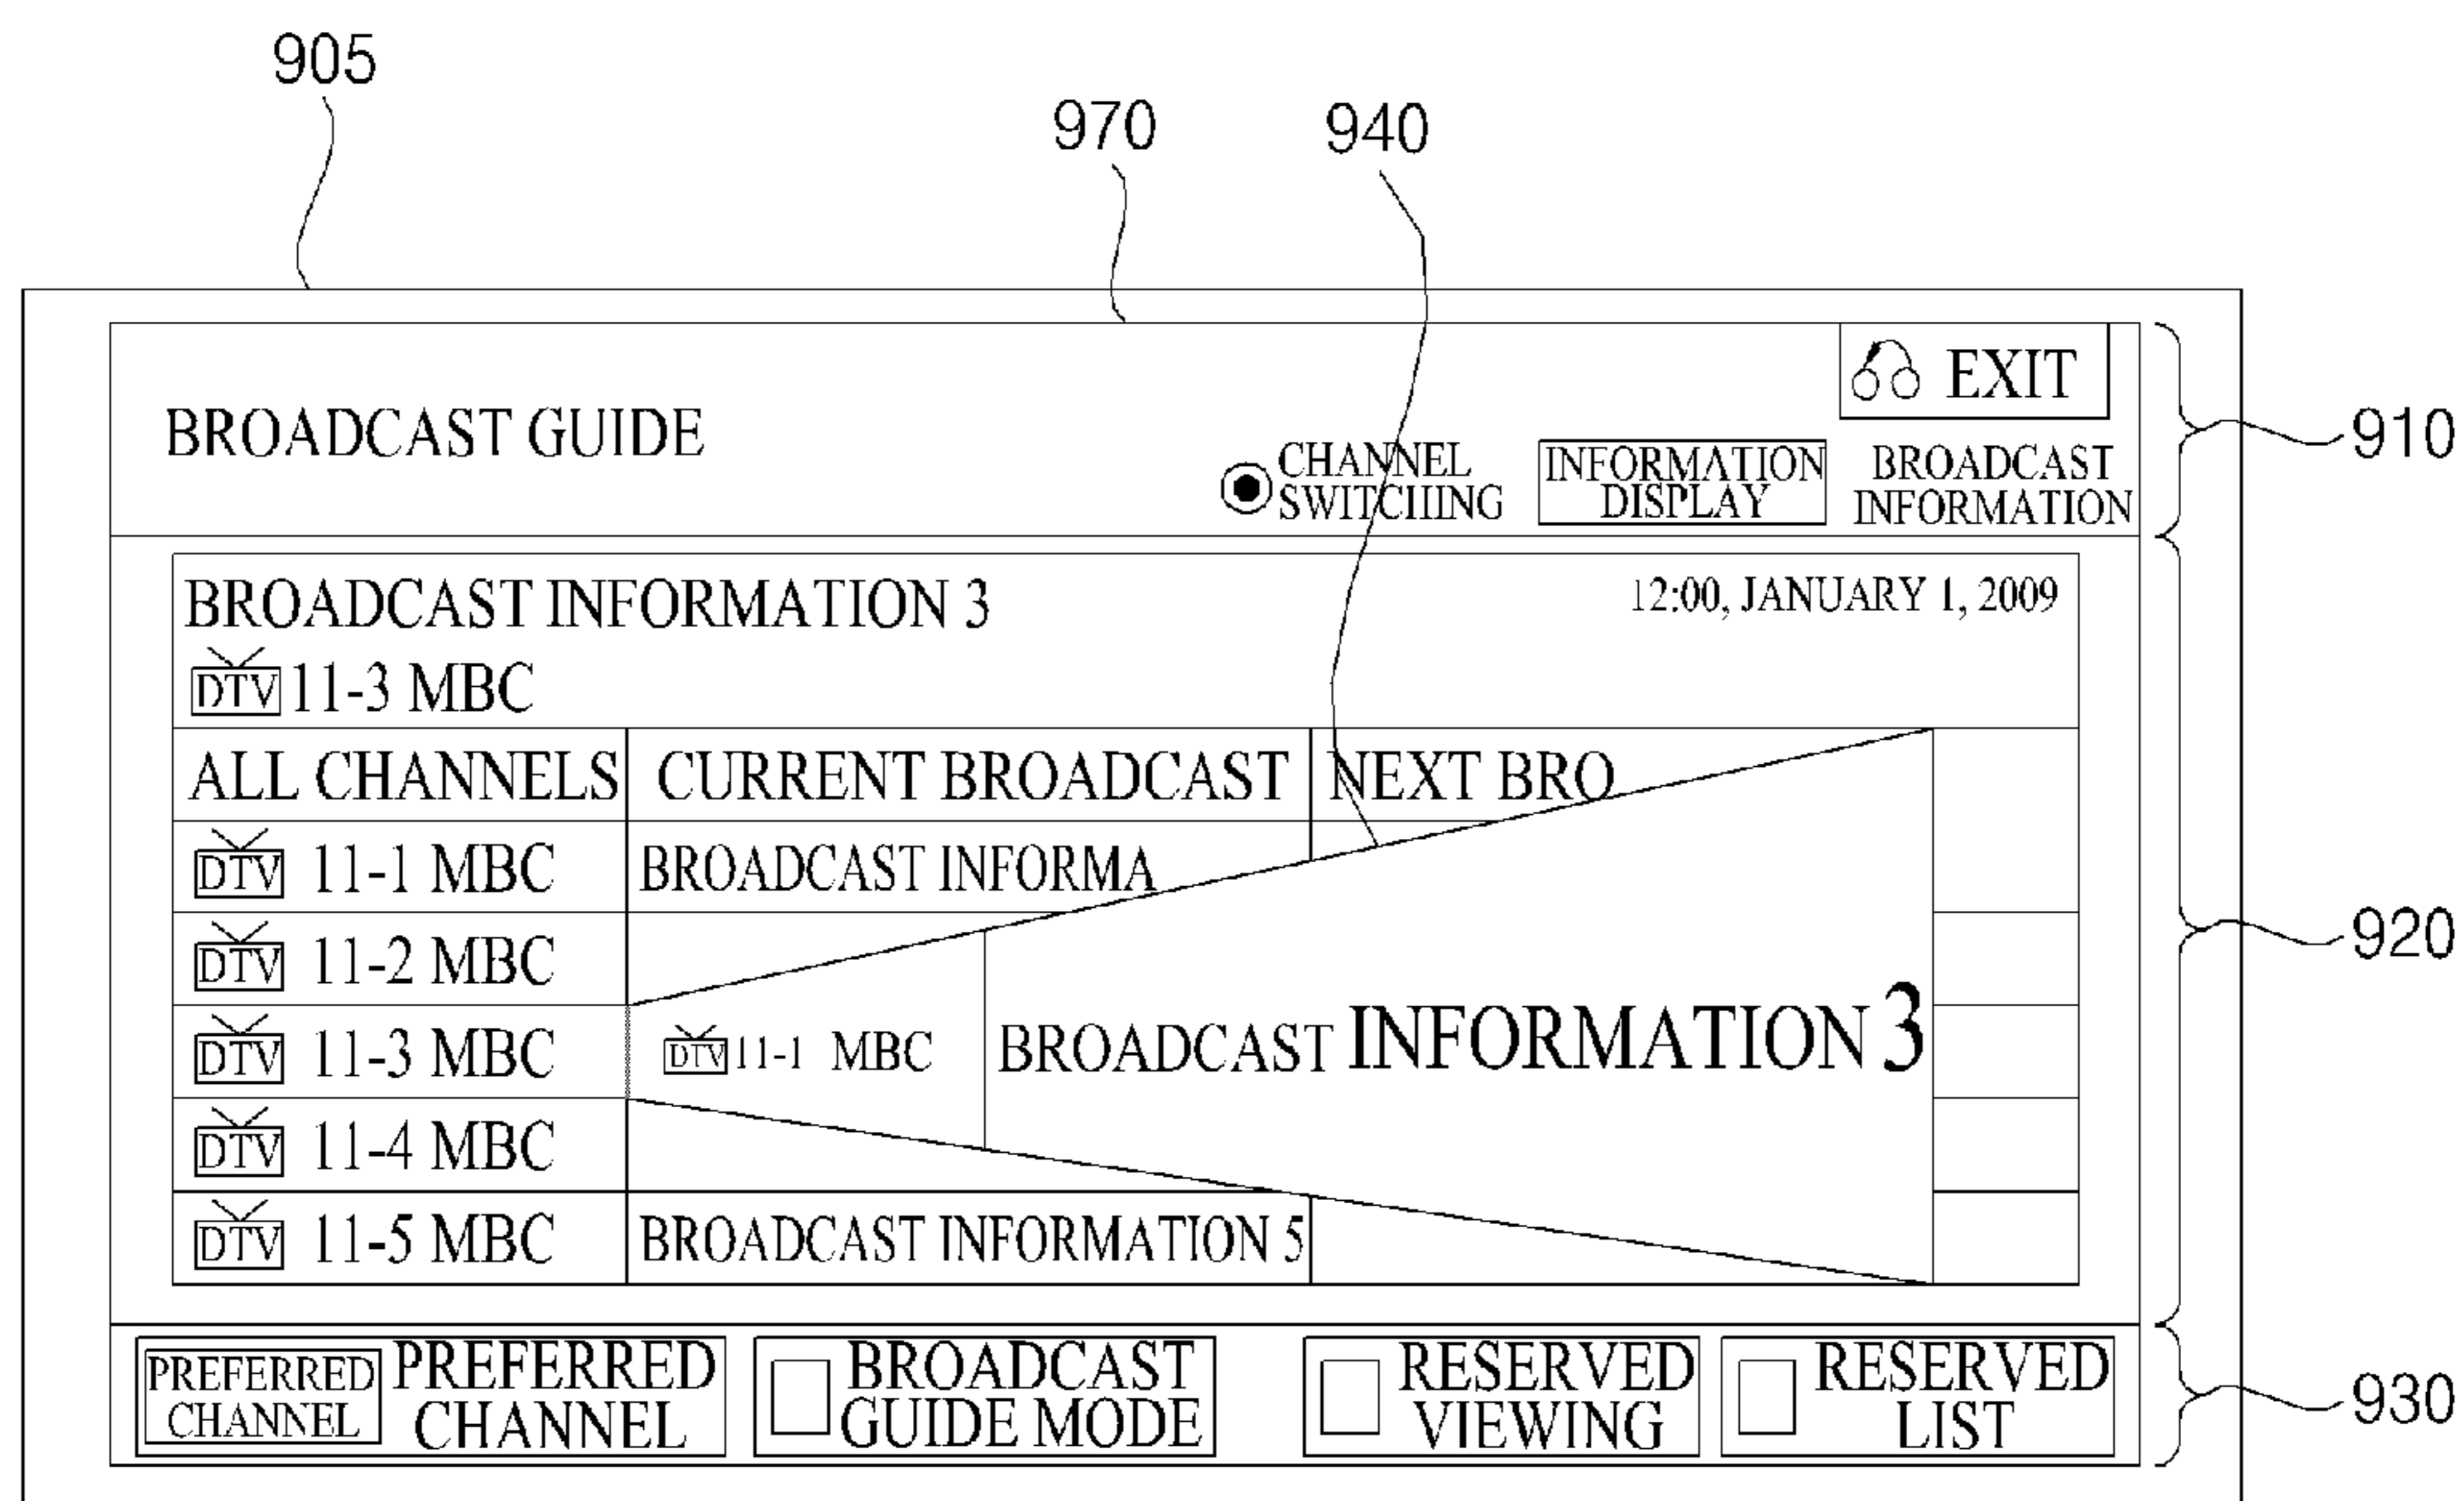 905
970
940
EXIT
BROADCAST GUIDE
CHANNEL
SWITCHING
INFORMATION
DISPLAY
BROADCAST
INFORMATION
910
BROADCAST INFORMATION 3
12:00, JANUARY 1, 2009
DTV 11-3 MBC
ALL CHANNELS
CURRENT BROADCAST
NEXT BRO
DTV 11-1 MBC
BROADCAST INFORMA
DTV 11-2 MBC
920
DTV 11-3 MBC
DTV 11-1 MBC
BROADCAST INFORMATION 3
DTV 11-4 MBC
DTV 11-5 MBC
BROADCAST INFORMATION 5
PREFERRED
CHANNEL
PREFERRED
CHANNEL
BROADCAST
GUIDE MODE
RESERVED
VIEWING
RESERVED
LIST
930